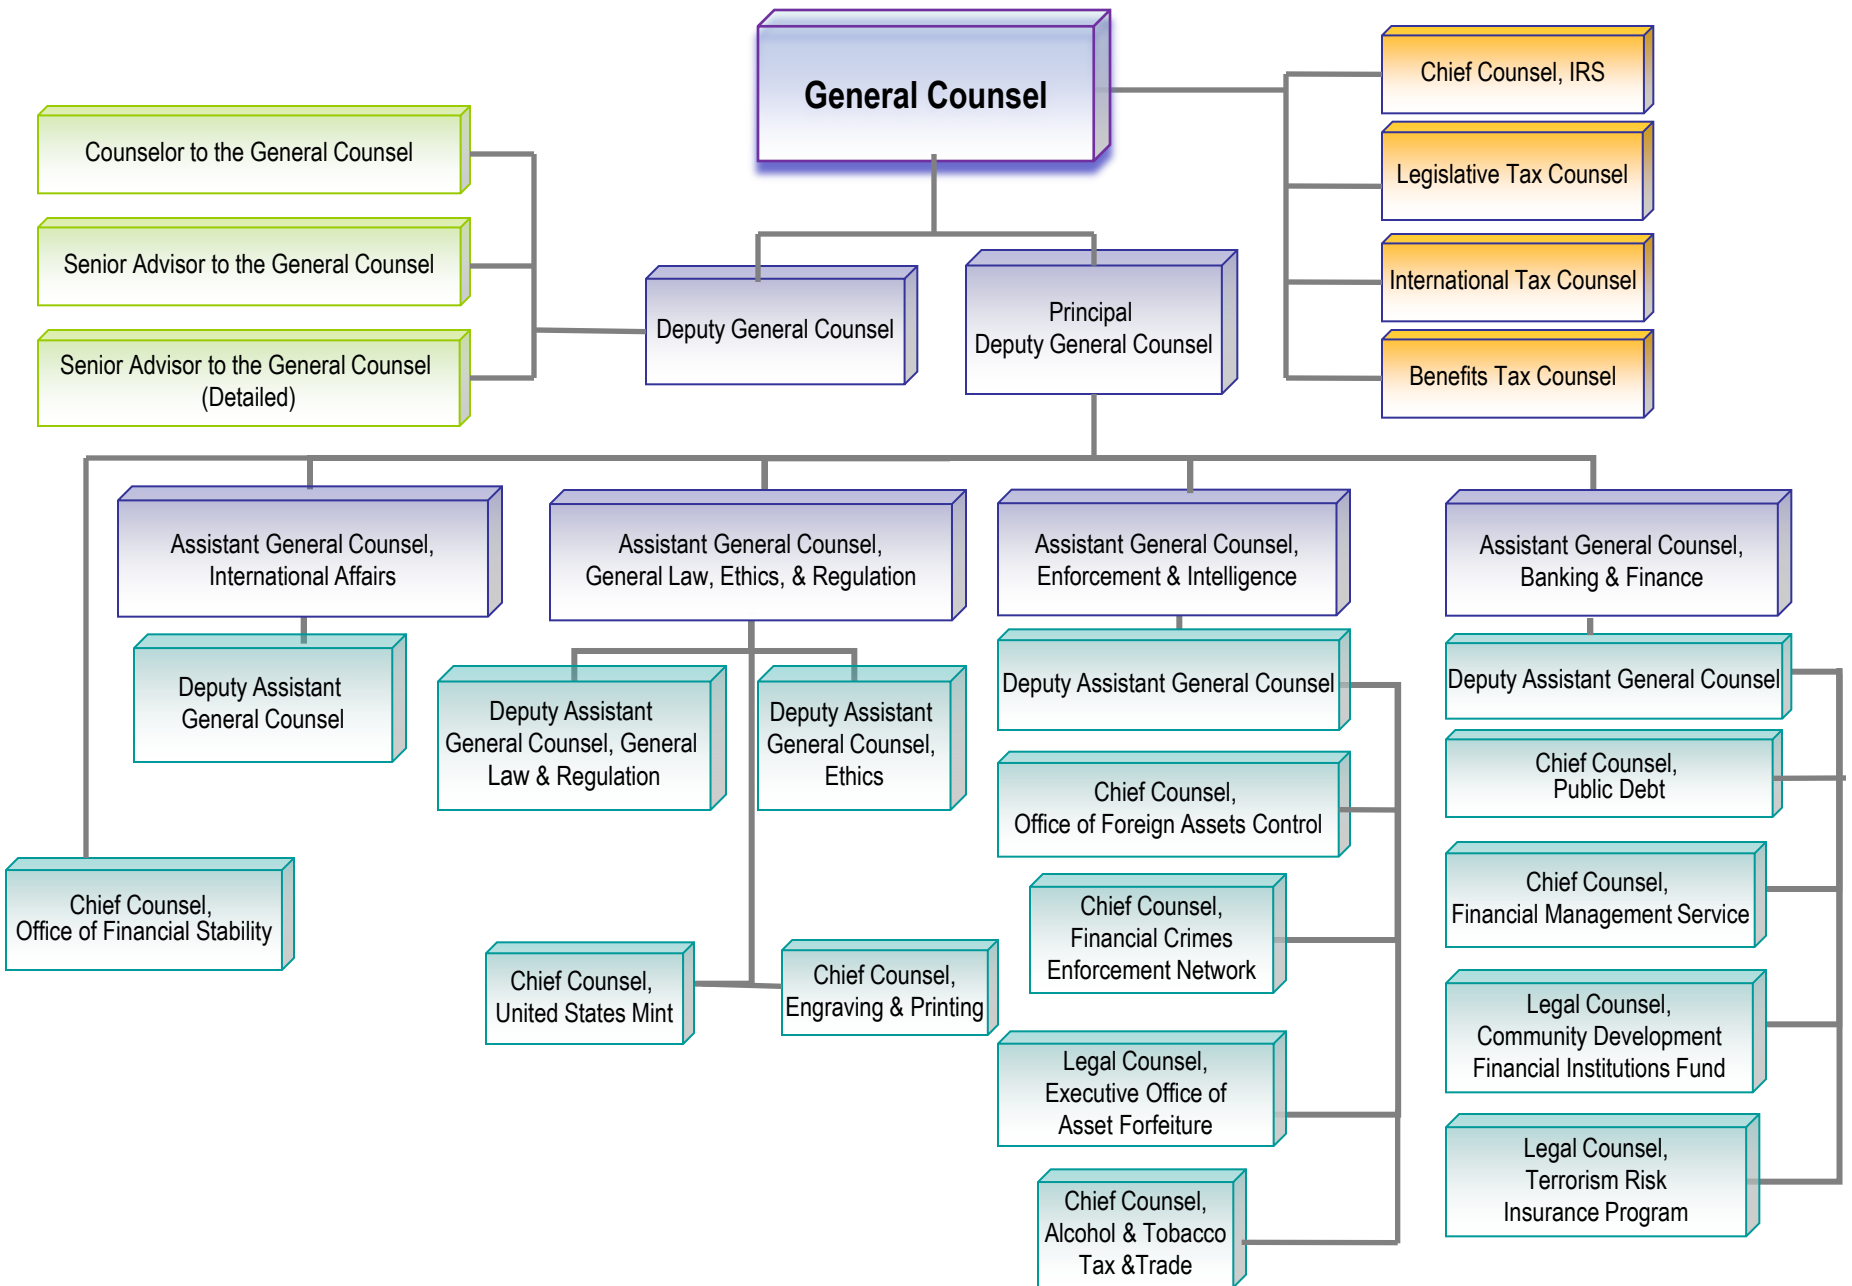 General Counsel
Chief Counsel, IRS
Legislative Tax Counsel
International Tax Counsel
Benefits Tax Counsel
Counselor to the General Counsel
Senior Advisor to the General Counsel
Senior Advisor to the General Counsel
(Detailed)
Deputy General Counsel
Principal
Deputy General Counsel
Assistant General Counsel,
International Affairs
Assistant General Counsel,
General Law, Ethics, & Regulation
Assistant General Counsel,
Enforcement & Intelligence
Assistant General Counsel,
Banking & Finance
Deputy Assistant
General Counsel
Deputy Assistant
General Counsel, General
Law & Regulation
Deputy Assistant
General Counsel,
Ethics
Deputy Assistant General Counsel
Deputy Assistant General Counsel
Chief Counsel,
Office of Foreign Assets Control
Chief Counsel,
Public Debt
Chief Counsel,
Office of Financial Stability
Chief Counsel,
Financial Crimes
Enforcement Network
Chief Counsel,
Financial Management Service
Chief Counsel,
United States Mint
Chief Counsel,
Engraving & Printing
Legal Counsel,
Executive Office of
Asset Forfeiture
Legal Counsel,
Community Development
Financial Institutions Fund
Chief Counsel,
Alcohol & Tobacco
Tax &Trade
Legal Counsel,
Terrorism Risk
Insurance Program